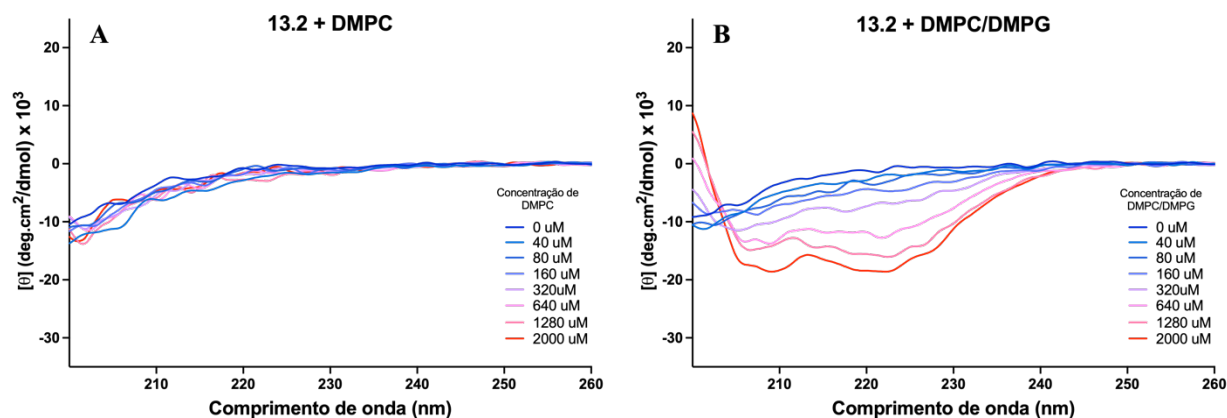 A
13.2 + DMPC
[θ] (deg.cm²/dmol) x 10³
20
10
0
-10
-20
-30
210
220
230
240
250
260
Comprimento de onda (nm)
Concentração de
DMPC
0 uM
40 uM
80 uM
160 uM
320uM
640 uM
1280 uM
2000 uM
B
13.2 + DMPC/DMPG
[θ] (deg.cm²/dmol) x 10³
20
10
0
-10
-20
-30
210
220
230
240
250
260
Comprimento de onda (nm)
Concentração de
DMPC/DMPG
0 uM
40 uM
80 uM
160 uM
320uM
640 uM
1280 uM
2000 uM